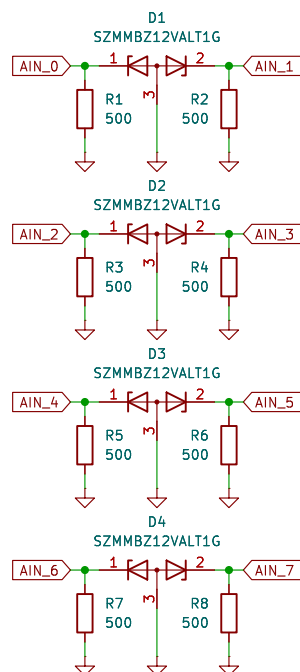 D1
SZMMBZ12VALT1G
AIN_0 1 2 AIN_1
3
R1 R2
500 500
D2
SZMMBZ12VALT1G
AIN_2 1 2 AIN_3
3
R3 R4
500 500
D3
SZMMBZ12VALT1G
AIN_4 1 2 AIN_5
3
R5 R6
500 500
D4
SZMMBZ12VALT1G
AIN_6 1 2 AIN_7
3
R7 R8
500 500